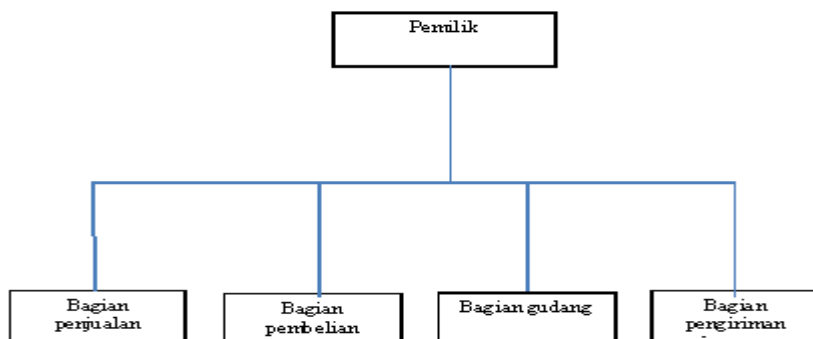 Pemilik
Bagian
penjualan
Bagian
pembelian
Bagian gudang
Bagian
pengiriman